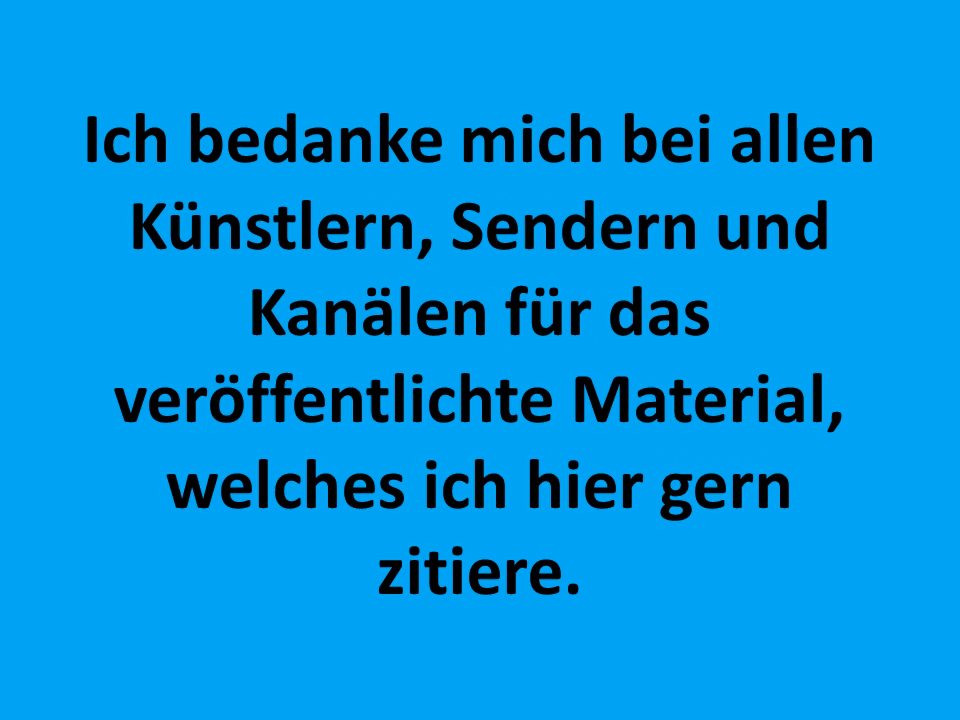 Ich bedanke mich bei allen
Künstlern, Sendern und
Kanälen für das
veröffentlichte Material,
welches ich hier gern
zitiere.